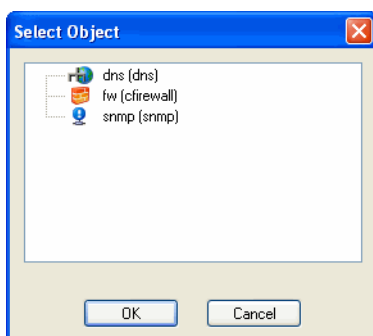 Select Object
dns (dns)
fw (cfirewall)
snmp (snmp)
OK Cancel